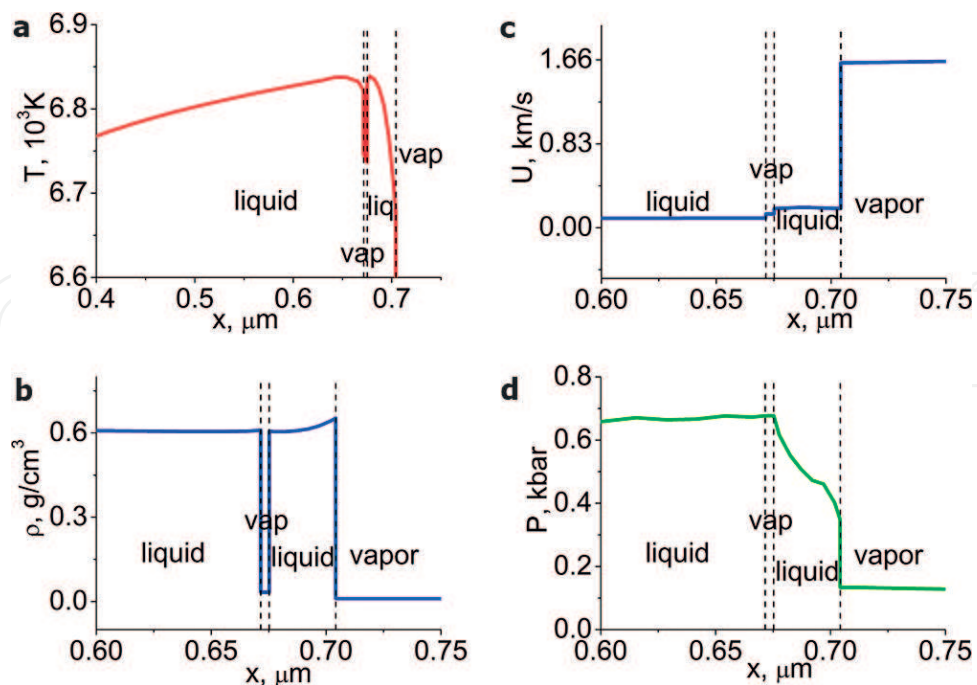 a
6.9
6.8
6.7
6.6
T, 10³K
0.4
0.5
0.6
0.7
x, μm
liquid
vap
liq
vap
c
1.66
0.83
0.00
U, km/s
0.60
0.65
0.70
0.75
x, μm
liquid
vap
liquid
vapor
b
0.6
0.3
0.0
ρ, g/cm³
0.60
0.65
0.70
0.75
x, μm
liquid
vap
liquid
vapor
d
0.8
0.6
0.4
0.2
0.0
P, kbar
0.60
0.65
0.70
0.75
x, μm
liquid
vap
liquid
vapor